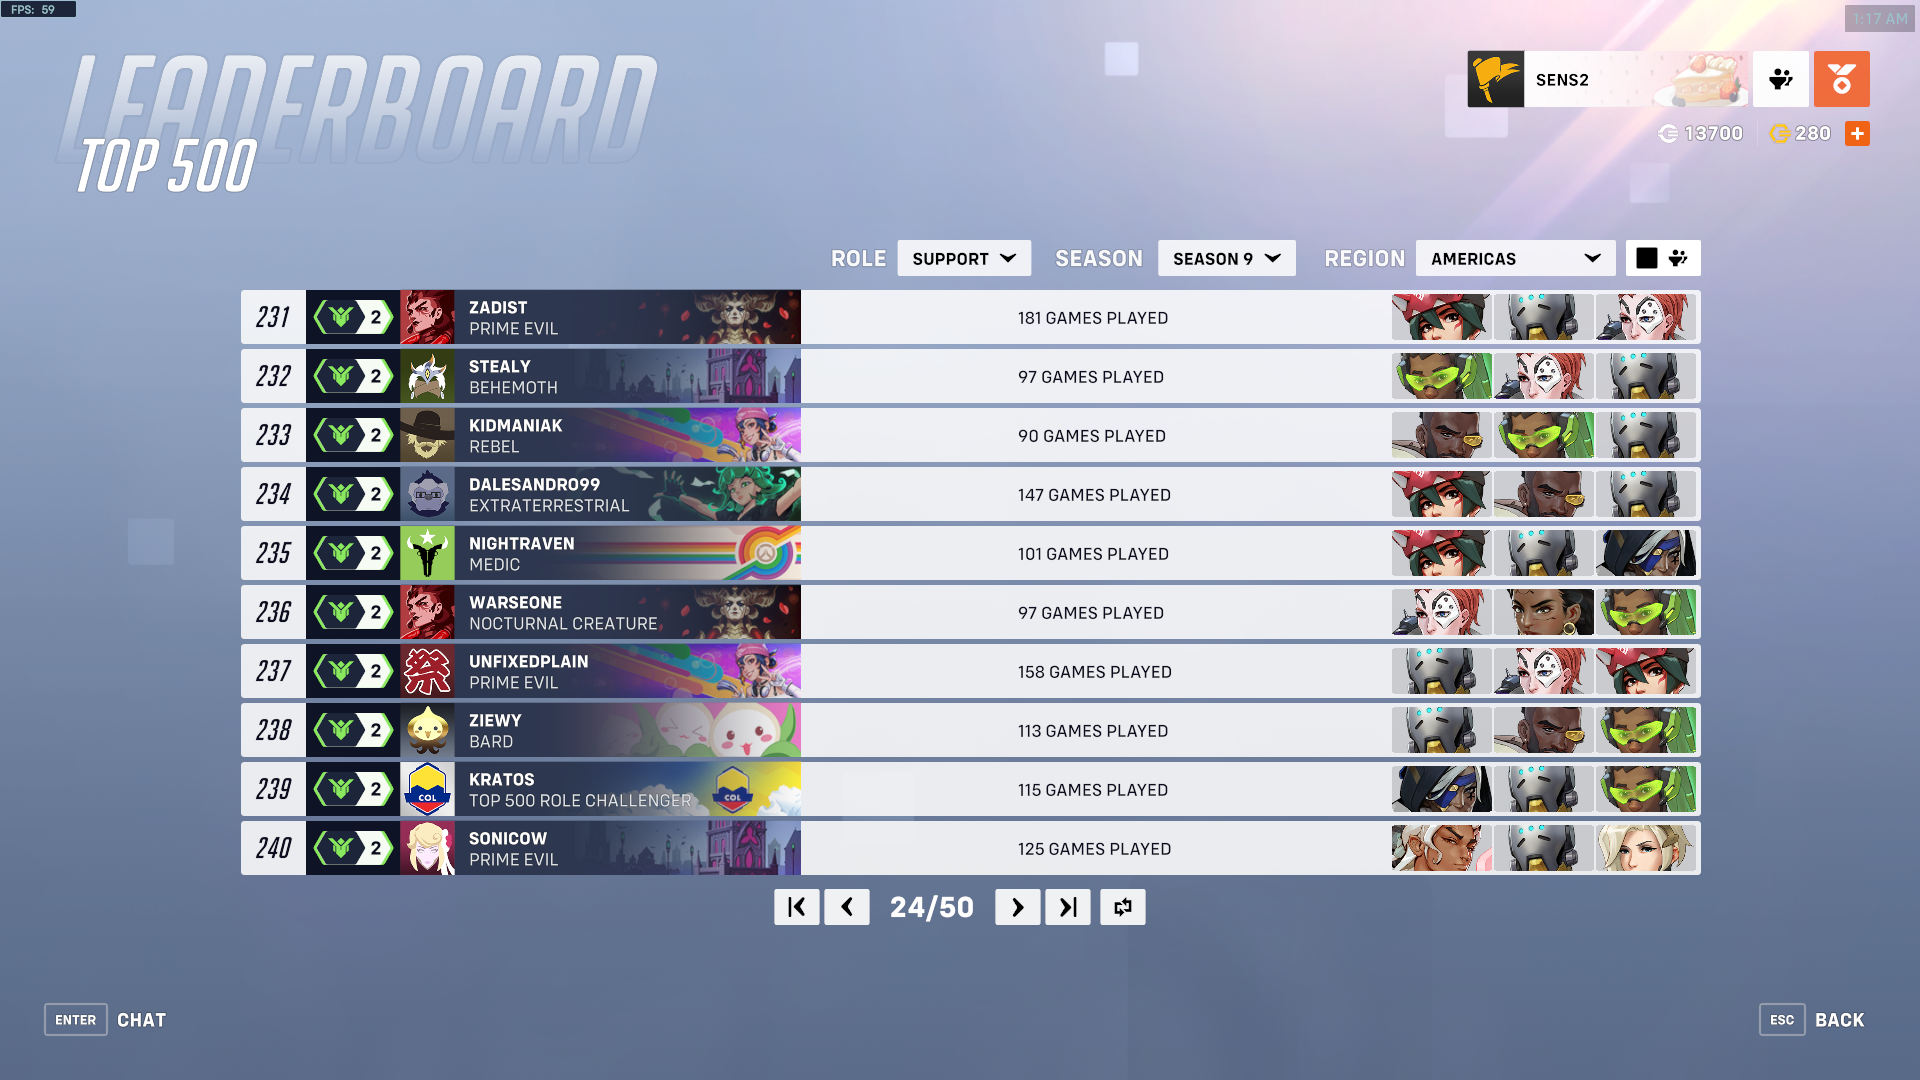 FPS: 59
1:17 AM
LEADERBOARD
TOP 500
SENS2
13700
280
ROLE SUPPORT SEASON SEASON 9 REGION AMERICAS
231 2 ZADIST
PRIME EVIL
181 GAMES PLAYED
232 2 STEALY
BEHEMOTH
97 GAMES PLAYED
233 2 KIDMANIAK
REBEL
90 GAMES PLAYED
234 2 DALESANDRO99
EXTRATERRESTRIAL
147 GAMES PLAYED
235 2 NIGHTRAVEN
MEDIC
101 GAMES PLAYED
236 2 WARSEONE
NOCTURNAL CREATURE
97 GAMES PLAYED
237 2 祭 UNFIXEDPLAIN
PRIME EVIL
158 GAMES PLAYED
238 2 ZIEWY
BARD
113 GAMES PLAYED
239 2 COL KRATOS
TOP 500 ROLE CHALLENGER
COL
115 GAMES PLAYED
240 2 SONICOW
PRIME EVIL
125 GAMES PLAYED
24/50
ENTER CHAT
ESC BACK